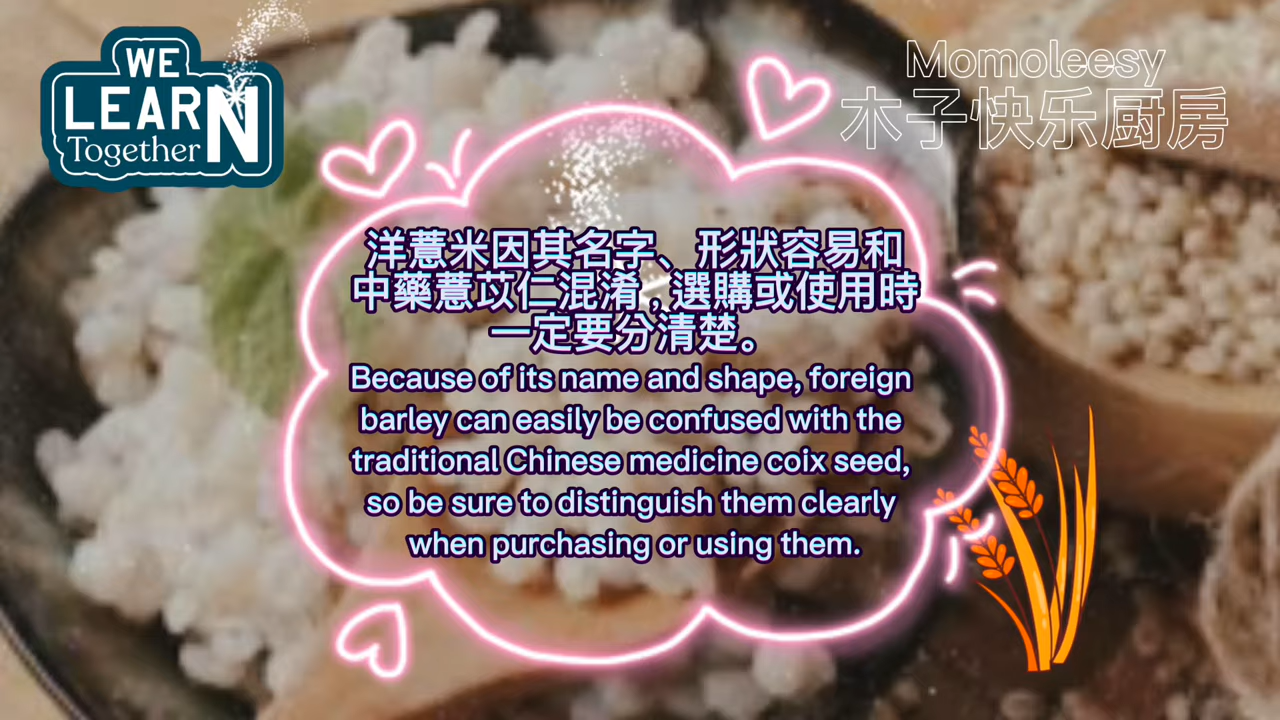 WE
LEARN
Together
Momoleesy
木子快乐厨房
洋薏米因其名字、形狀容易和
中藥薏苡仁混淆，選購或使用時
一定要分清楚。
Because of its name and shape, foreign
barley can easily be confused with the
traditional Chinese medicine coix seed,
so be sure to distinguish them clearly
when purchasing or using them.